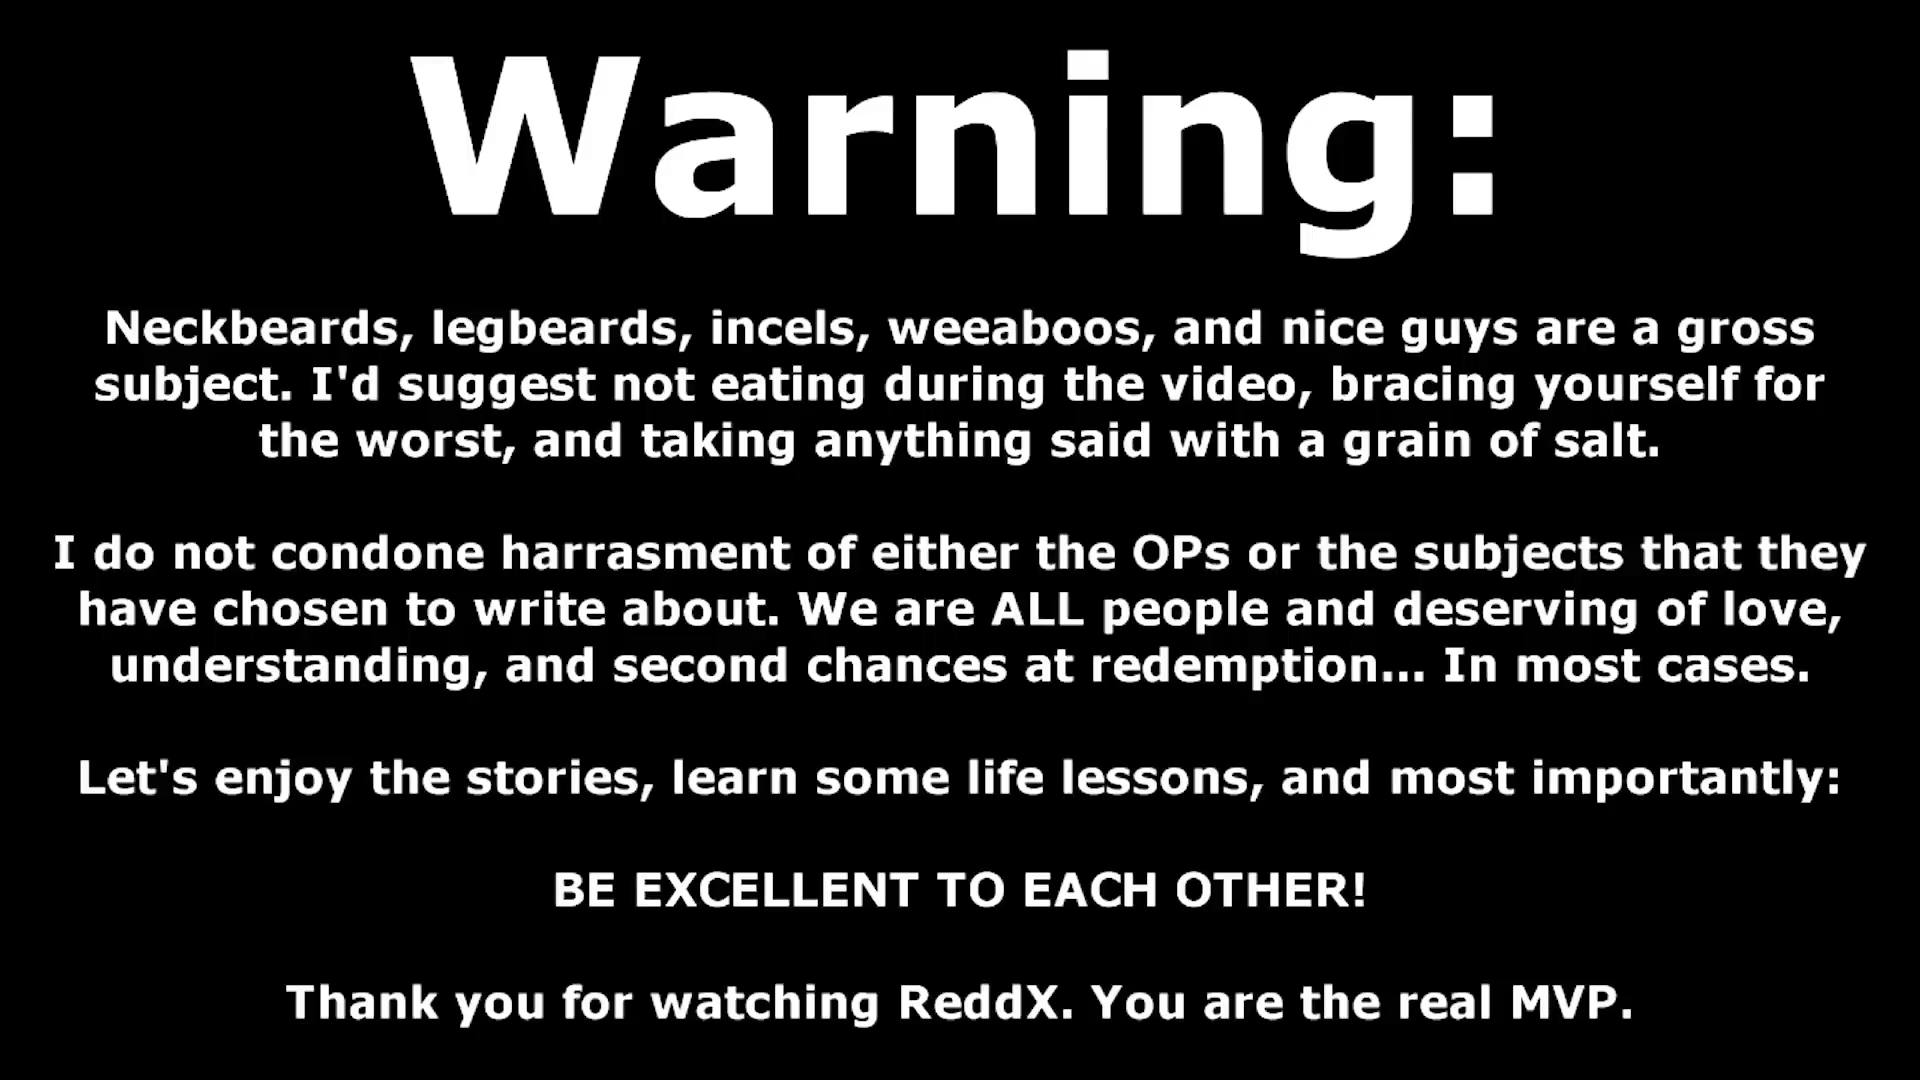 Warning:
Neckbeards, legbeards, incels, weeaboos, and nice guys are a gross
subject. I'd suggest not eating during the video, bracing yourself for
the worst, and taking anything said with a grain of salt.
I do not condone harrasment of either the OPs or the subjects that they
have chosen to write about. We are ALL people and deserving of love,
understanding, and second chances at redemption... In most cases.
Let's enjoy the stories, learn some life lessons, and most importantly:
BE EXCELLENT TO EACH OTHER!
Thank you for watching ReddX. You are the real MVP.